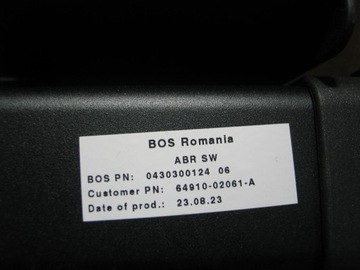 BOS Romania
ABR SW
BOS PN: 0430300124 06
Customer PN: 64910-02061-A
Date of prod.: 23.08.23